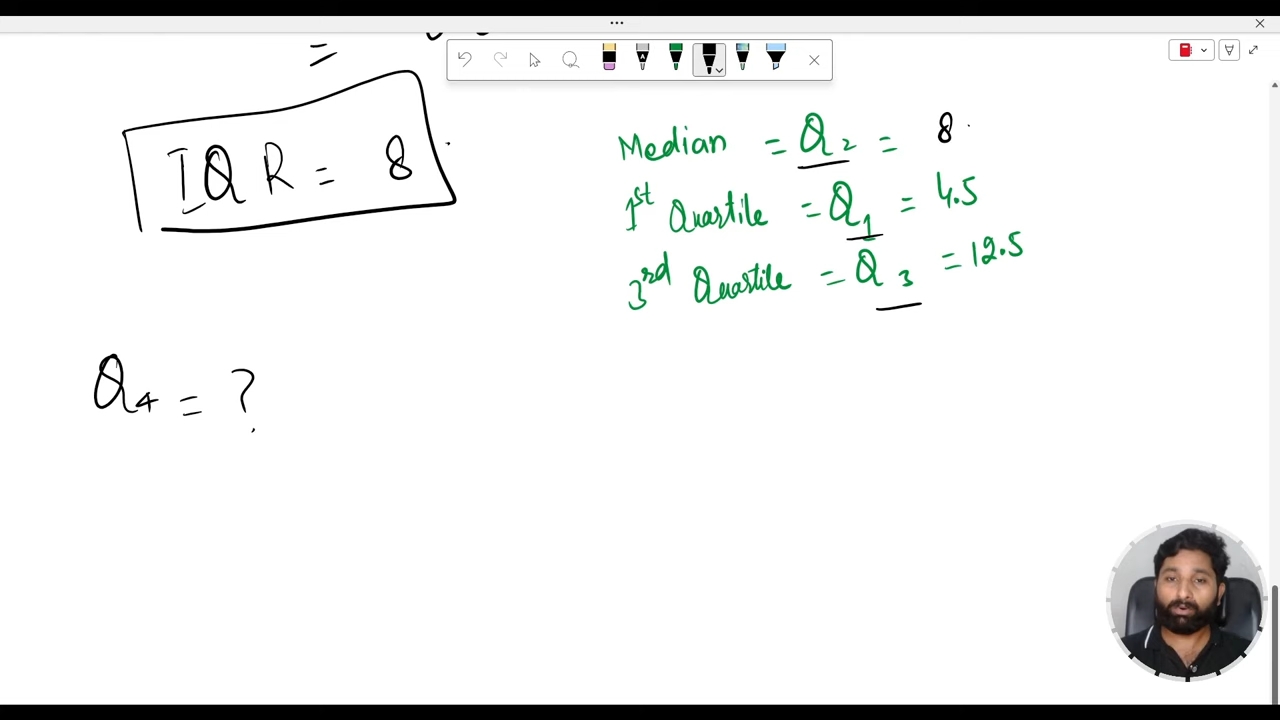 IQR = 8
Median = Q2 = 8
1st Quartile = Q1 = 4.5
3rd Quartile = Q3 = 12.5
Q4 = ?